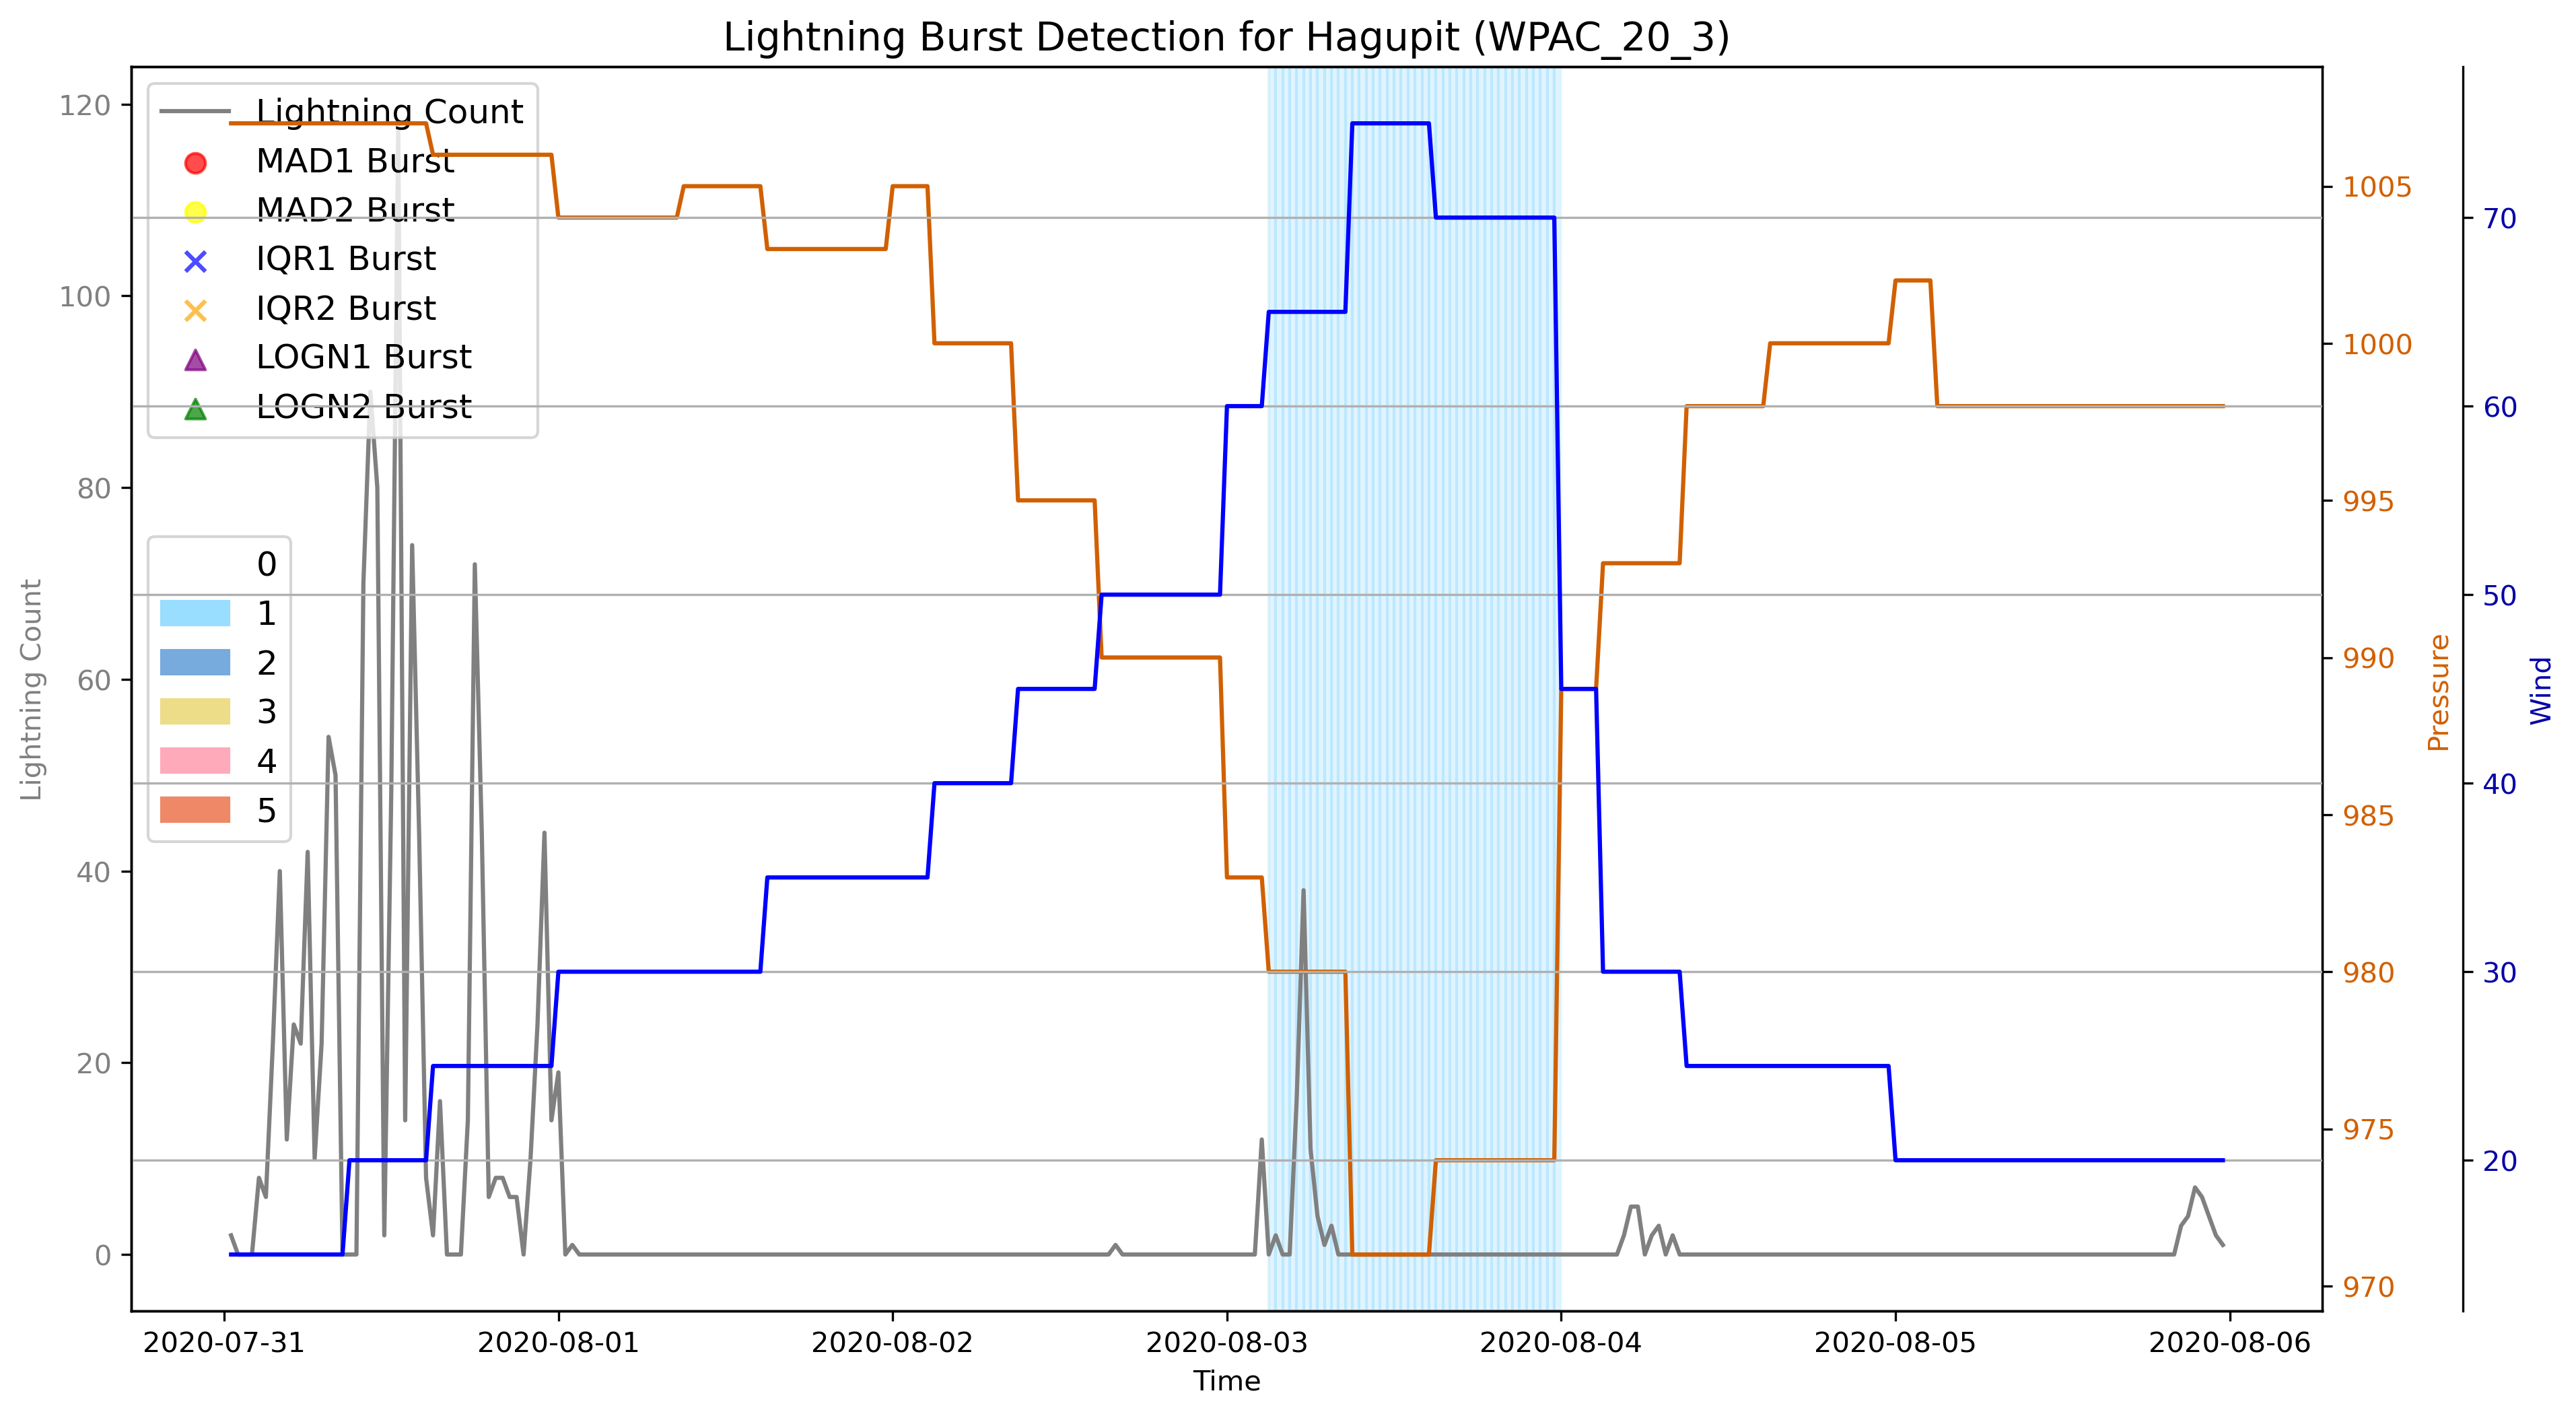 Lightning Burst Detection for Hagupit (WPAC_20_3)
Lightning Count
MAD1 Burst
MAD2 Burst
IQR1 Burst
IQR2 Burst
LOGN1 Burst
LOGN2 Burst
0
1
2
3
4
5
120
100
80
60
40
20
0
Lightning Count
1005
1000
995
990
985
980
975
970
Pressure
70
60
50
40
30
20
Wind
2020-07-31
2020-08-01
2020-08-02
2020-08-03
2020-08-04
2020-08-05
2020-08-06
Time